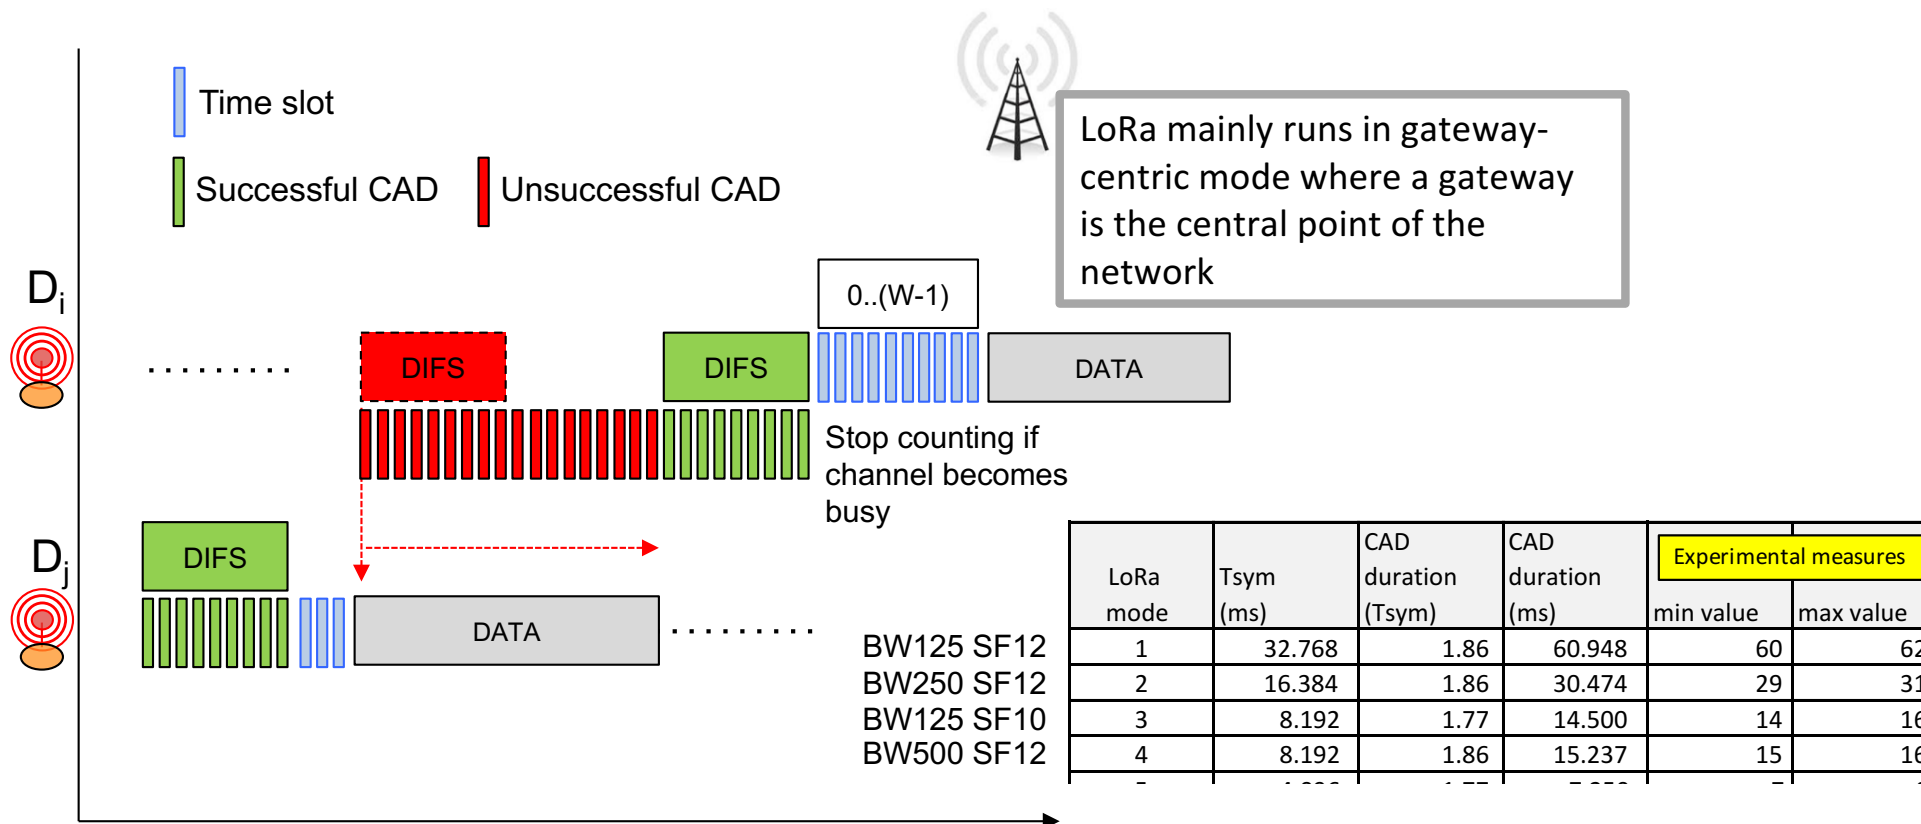 Time slot
Successful CAD
Unsuccessful CAD
LoRa mainly runs in gateway-
centric mode where a gateway
is the central point of the
network
Di
0..(W-1)
DIFS
DIFS
DATA
Stop counting if
channel becomes
busy
Dj
DIFS
DATA
LoRa mode
Tsym (ms)
CAD duration (Tsym)
CAD duration (ms)
Experimental measures
min value
max value
BW125 SF12 1 32.768 1.86 60.948 60 62
BW250 SF12 2 16.384 1.86 30.474 29 31
BW125 SF10 3 8.192 1.77 14.500 14 16
BW500 SF12 4 8.192 1.86 15.237 15 16